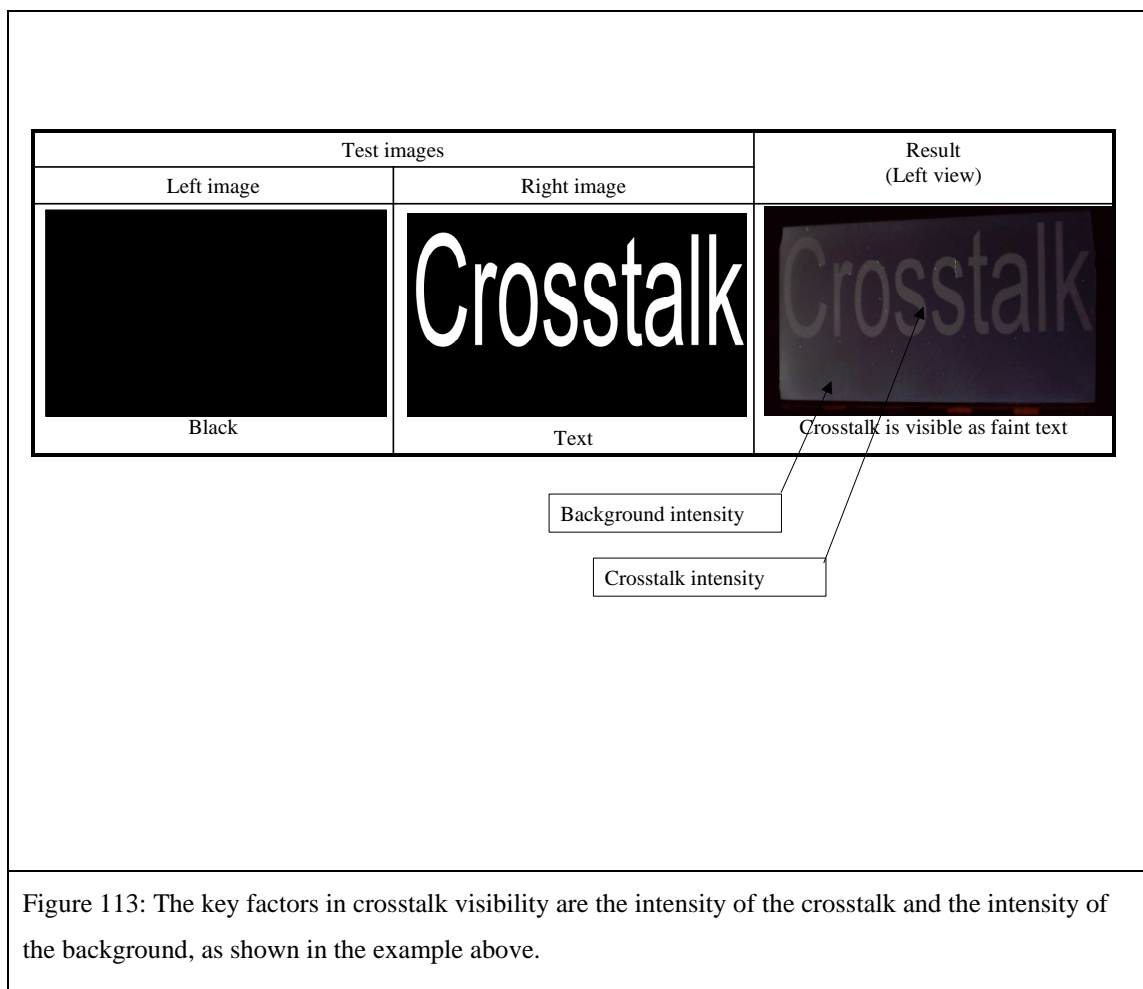 Test images
Result
(Left view)
Left image
Right image
Crosstalk
Crosstalk
Black
Text
Crosstalk is visible as faint text
Background intensity
Crosstalk intensity
Figure 113: The key factors in crosstalk visibility are the intensity of the crosstalk and the intensity of
the background, as shown in the example above.